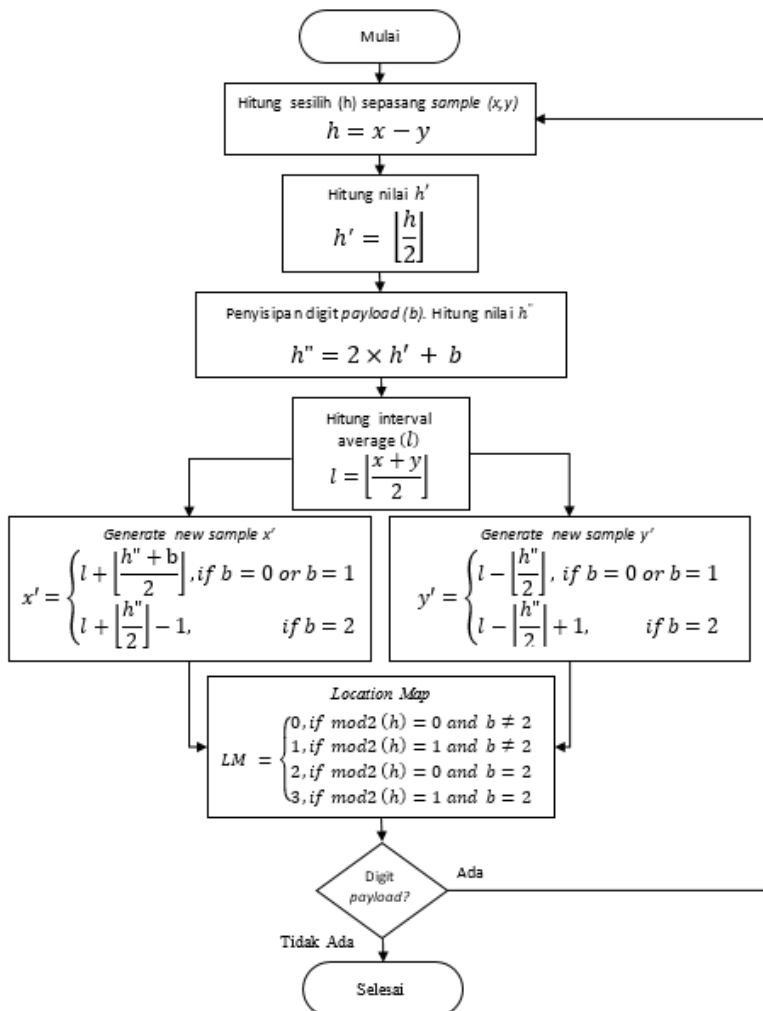 Mulai
Hitung sesilih (h) sepasang sample (x,y)
h = x − y
Hitung nilai h′
h′ = ⌊h/2⌋
Penyisipan digit payload (b). Hitung nilai h"
h" = 2 × h′ + b
Hitung interval
average (l)
l = ⌊(x + y)/2⌋
Generate new sample x′
x′ = { l + ⌊(h" + b)/2⌋, if b = 0 or b = 1
l + ⌊h"/2⌋ − 1, if b = 2
Generate new sample y′
y′ = { l − ⌊h"/2⌋, if b = 0 or b = 1
l − ⌊h"/2⌋ + 1, if b = 2
Location Map
LM = { 0, if mod2 (h) = 0 and b ≠ 2
1, if mod2 (h) = 1 and b ≠ 2
2, if mod2 (h) = 0 and b = 2
3, if mod2 (h) = 1 and b = 2
Digit
payload?
Ada
Tidak Ada
Selesai